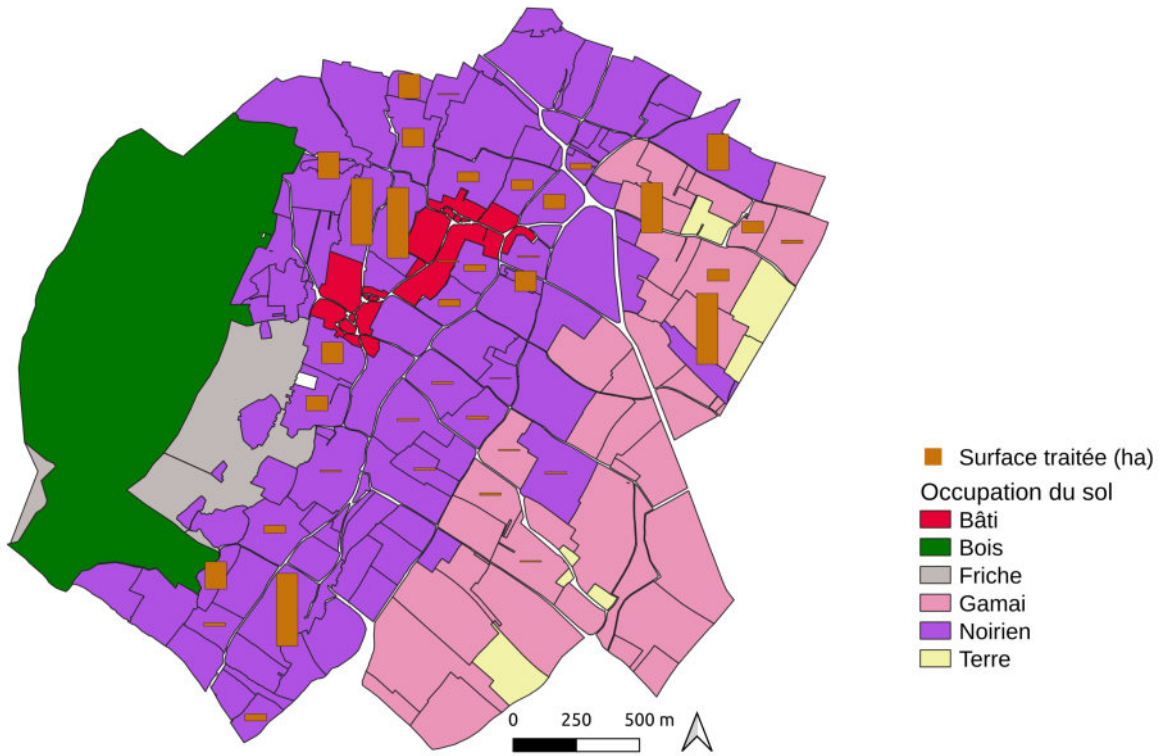 Surface traitée (ha)
Occupation du sol
Bâti
Bois
Friche
Gamai
Noirien
Terre
0 250 500 m